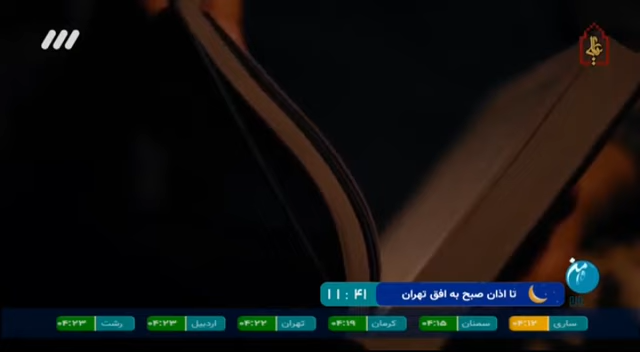 علی
تا اذان صبح به افق تهران
۱۱:۴۱
ساری ۰۴:۱۲
سمنان ۰۴:۱۵
کرمان ۰۴:۱۹
تهران ۰۴:۲۲
اردبیل ۰۴:۲۳
رشت ۰۴:۲۳